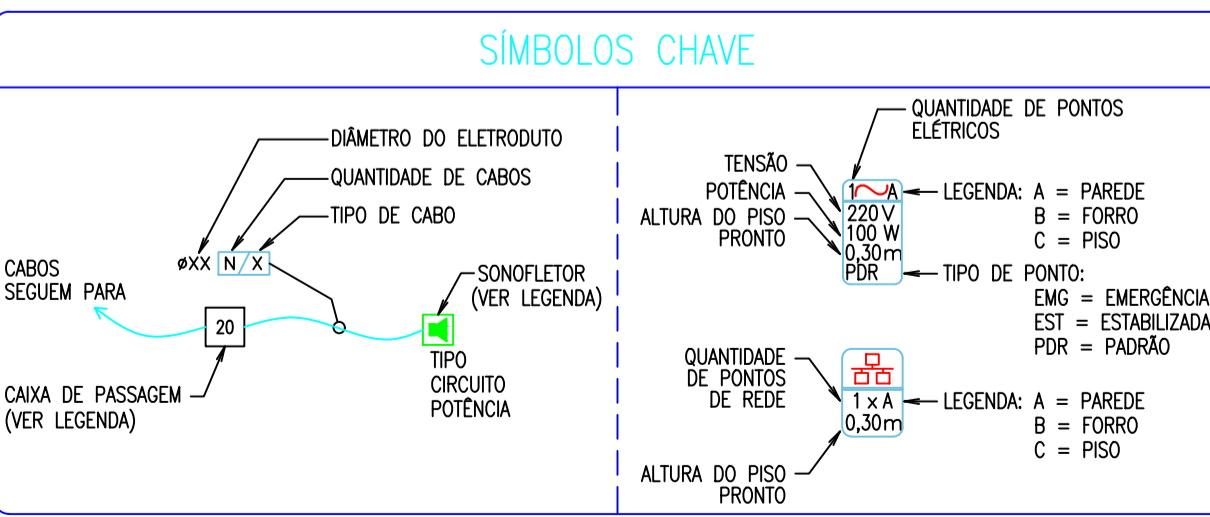 SÍMBOLOS CHAVE
DIÂMETRO DO ELETRODUTO
QUANTIDADE DE CABOS
TIPO DE CABO
øXX N/X
CABOS
SEGUEM PARA
20
SONOFLETOR
(VER LEGENDA)
TIPO
CIRCUITO
POTÊNCIA
CAIXA DE PASSAGEM
(VER LEGENDA)
QUANTIDADE DE PONTOS
ELÉTRICOS
TENSÃO
POTÊNCIA
ALTURA DO PISO
PRONTO
1 A
220 V
100 W
0,30m
PDR
LEGENDA: A = PAREDE
B = FORRO
C = PISO
TIPO DE PONTO:
EMG = EMERGÊNCIA
EST = ESTABILIZADA
PDR = PADRÃO
QUANTIDADE
DE PONTOS
DE REDE
1 x A
0,30m
LEGENDA: A = PAREDE
B = FORRO
C = PISO
ALTURA DO PISO
PRONTO